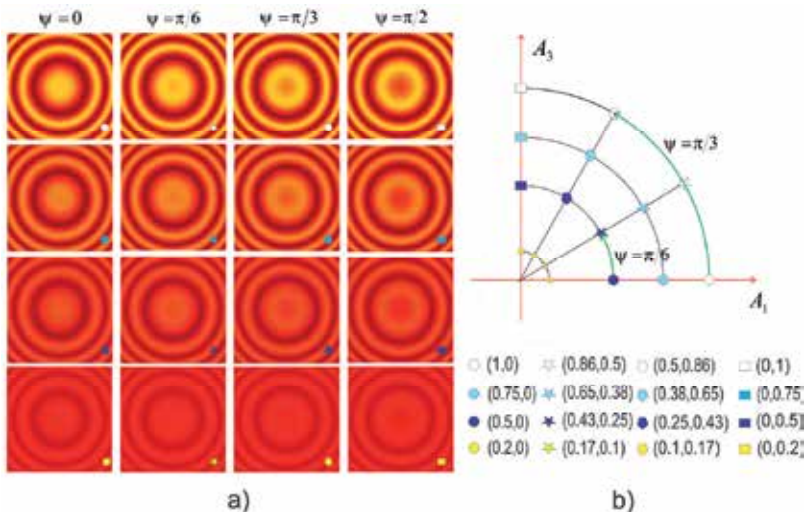 ψ=0 ψ=π/6 ψ=π/3 ψ=π/2
A₃
ψ=π/3
ψ=π/6
A₁
(1,0) (0.86,0.5) (0.5,0.86) (0,1)
(0.75,0) (0.65,0.38) (0.38,0.65) (0,0.75]
(0.5,0) (0.43,0.25) (0.25,0.43) (0,0.5]
(0.2,0) (0.17,0.1) (0.1,0.17) (0,0.2]
a) b)